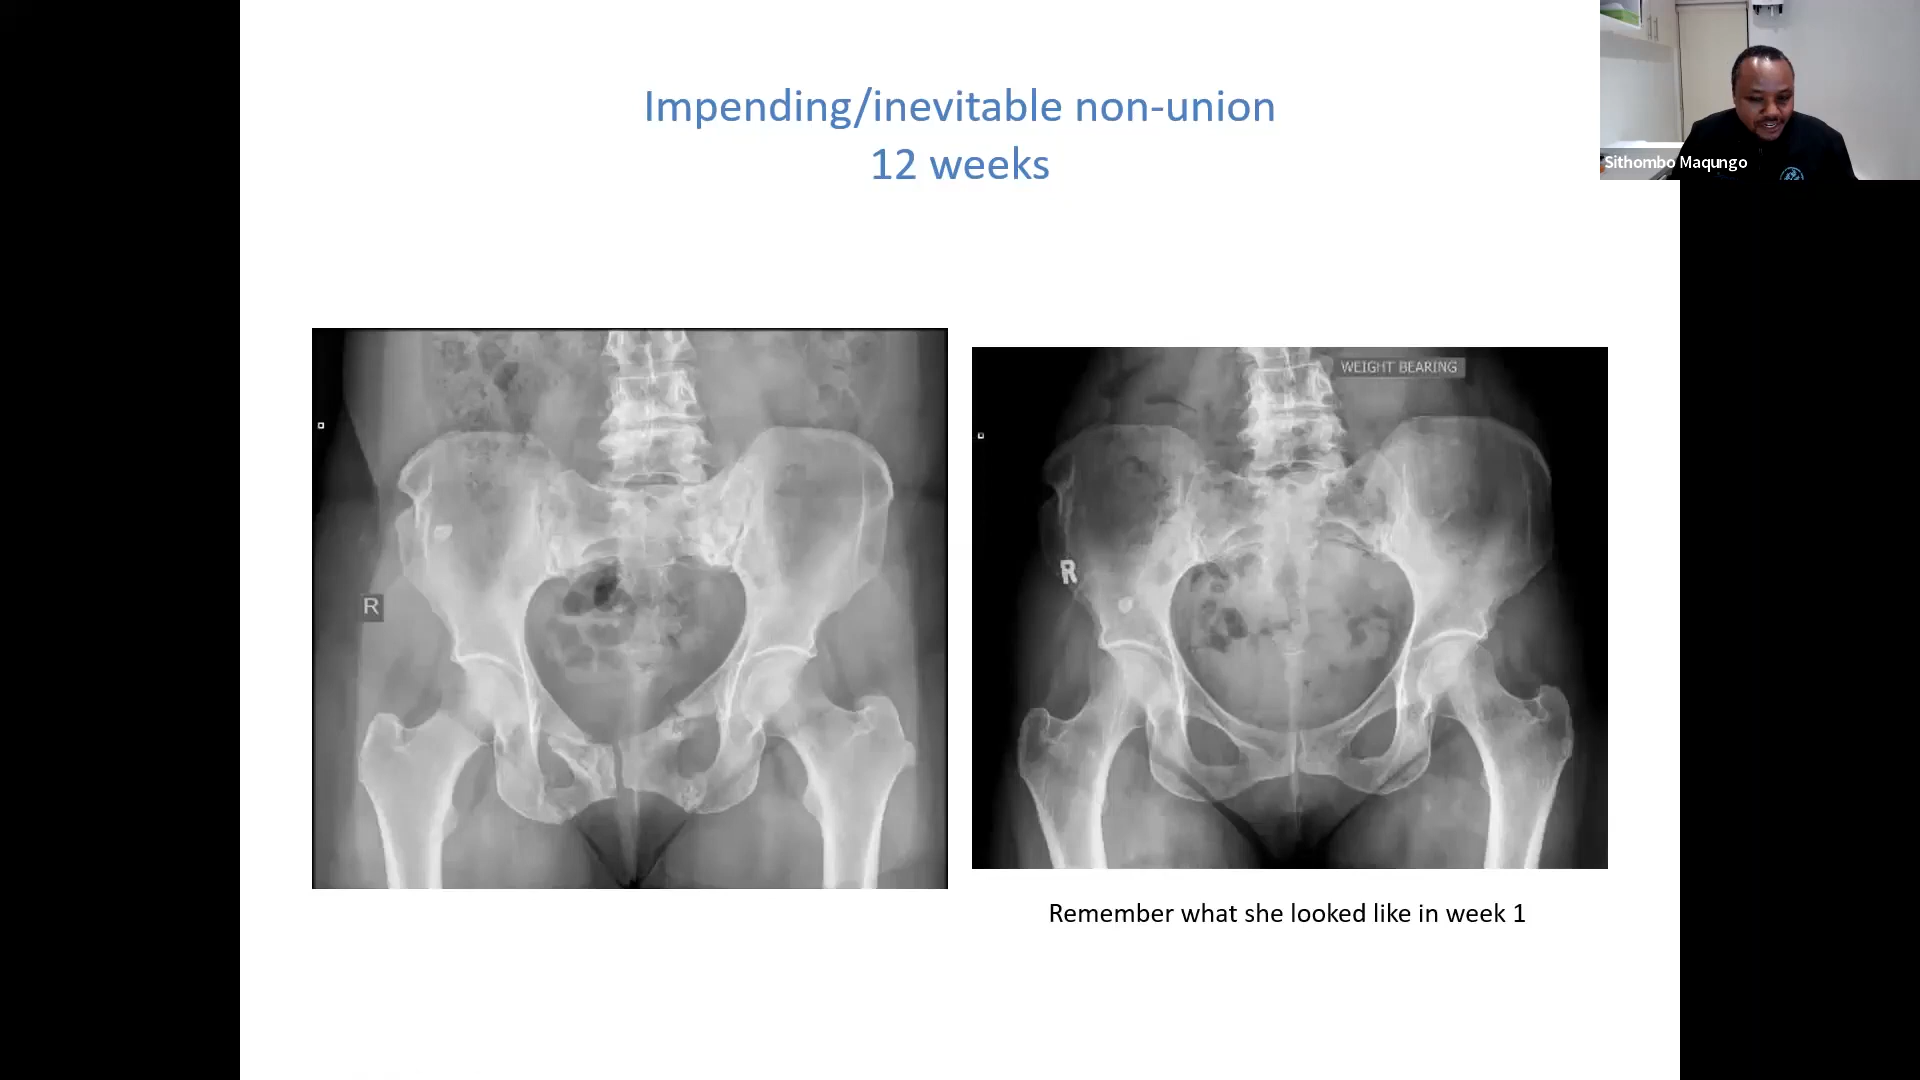 Impending/inevitable non-union
12 weeks
Sithombo Maqungo
WEIGHT BEARING
R
R
Remember what she looked like in week 1